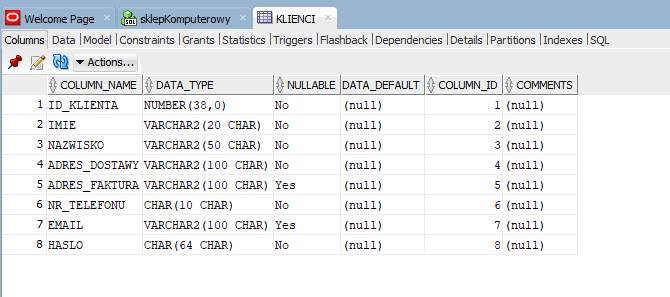 Welcome Page sklepKomputerowy KLIENCI
Columns Data Model Constraints Grants Statistics Triggers Flashback Dependencies Details Partitions Indexes SQL
Actions...
COLUMN_NAME DATA_TYPE NULLABLE DATA_DEFAULT COLUMN_ID COMMENTS
1 ID_KLIENTA NUMBER(38,0) No (null) 1 (null)
2 IMIE VARCHAR2(20 CHAR) No (null) 2 (null)
3 NAZWISKO VARCHAR2(50 CHAR) No (null) 3 (null)
4 ADRES_DOSTAWY VARCHAR2(100 CHAR) No (null) 4 (null)
5 ADRES_FAKTURA VARCHAR2(100 CHAR) Yes (null) 5 (null)
6 NR_TELEFONU CHAR(10 CHAR) No (null) 6 (null)
7 EMAIL VARCHAR2(100 CHAR) Yes (null) 7 (null)
8 HASLO CHAR(64 CHAR) No (null) 8 (null)